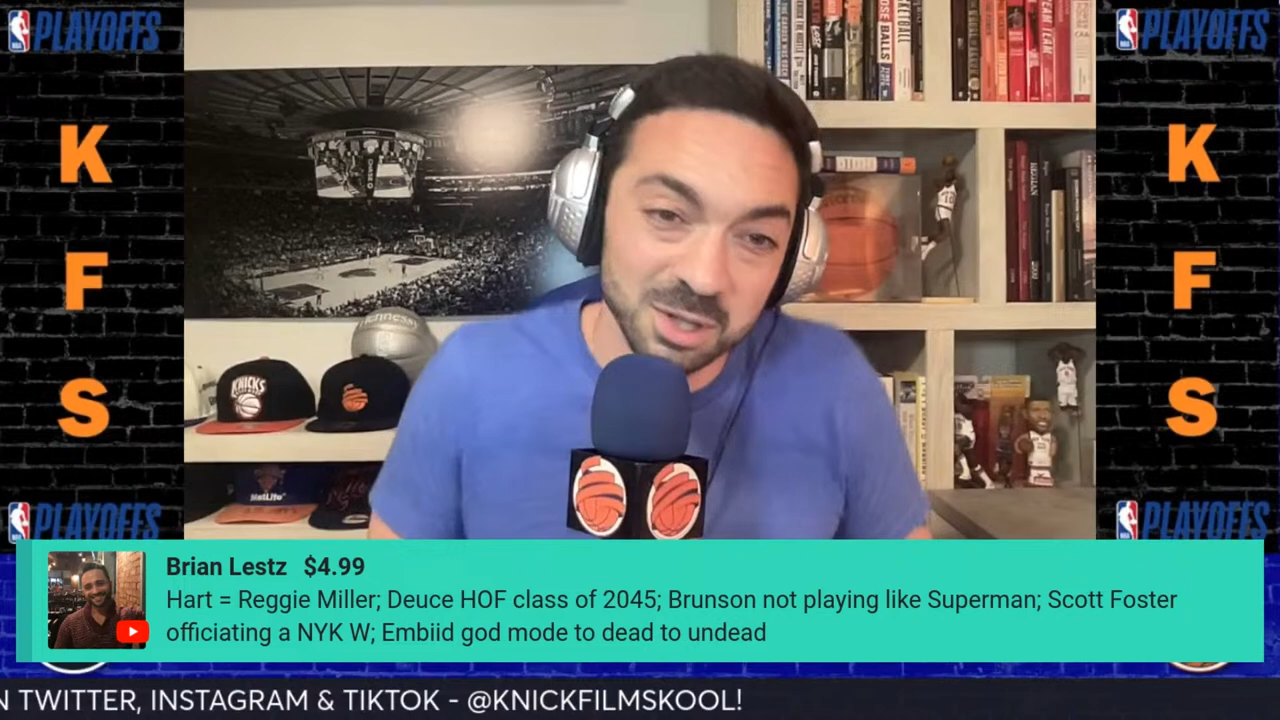 PLAYOFFS
PLAYOFFS
K
F
S
K
F
S
KNICKS
MetLife
PLAYOFFS
PLAYOFFS
Brian Lestz $4.99
Hart = Reggie Miller; Deuce HOF class of 2045; Brunson not playing like Superman; Scott Foster
officiating a NYK W; Embiid god mode to dead to undead
N TWITTER, INSTAGRAM & TIKTOK - @KNICKFILMSKOOL!